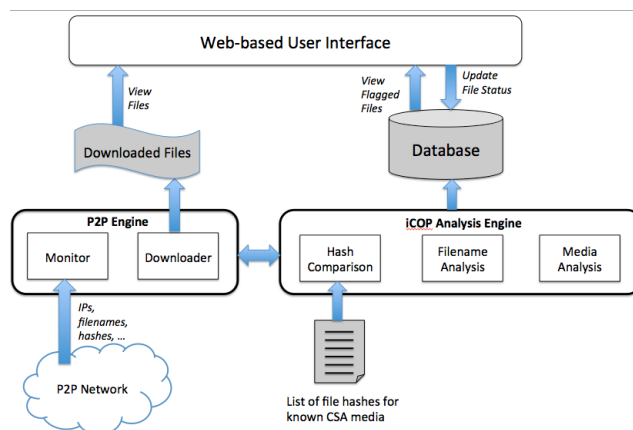 Web-based User Interface
View
Files
View
Flagged
Files
Update
File Status
Downloaded Files
Database
P2P Engine
Monitor
Downloader
iCOP Analysis Engine
Hash
Comparison
Filename
Analysis
Media
Analysis
IPs,
filenames,
hashes, ...
P2P Network
List of file hashes for
known CSA media